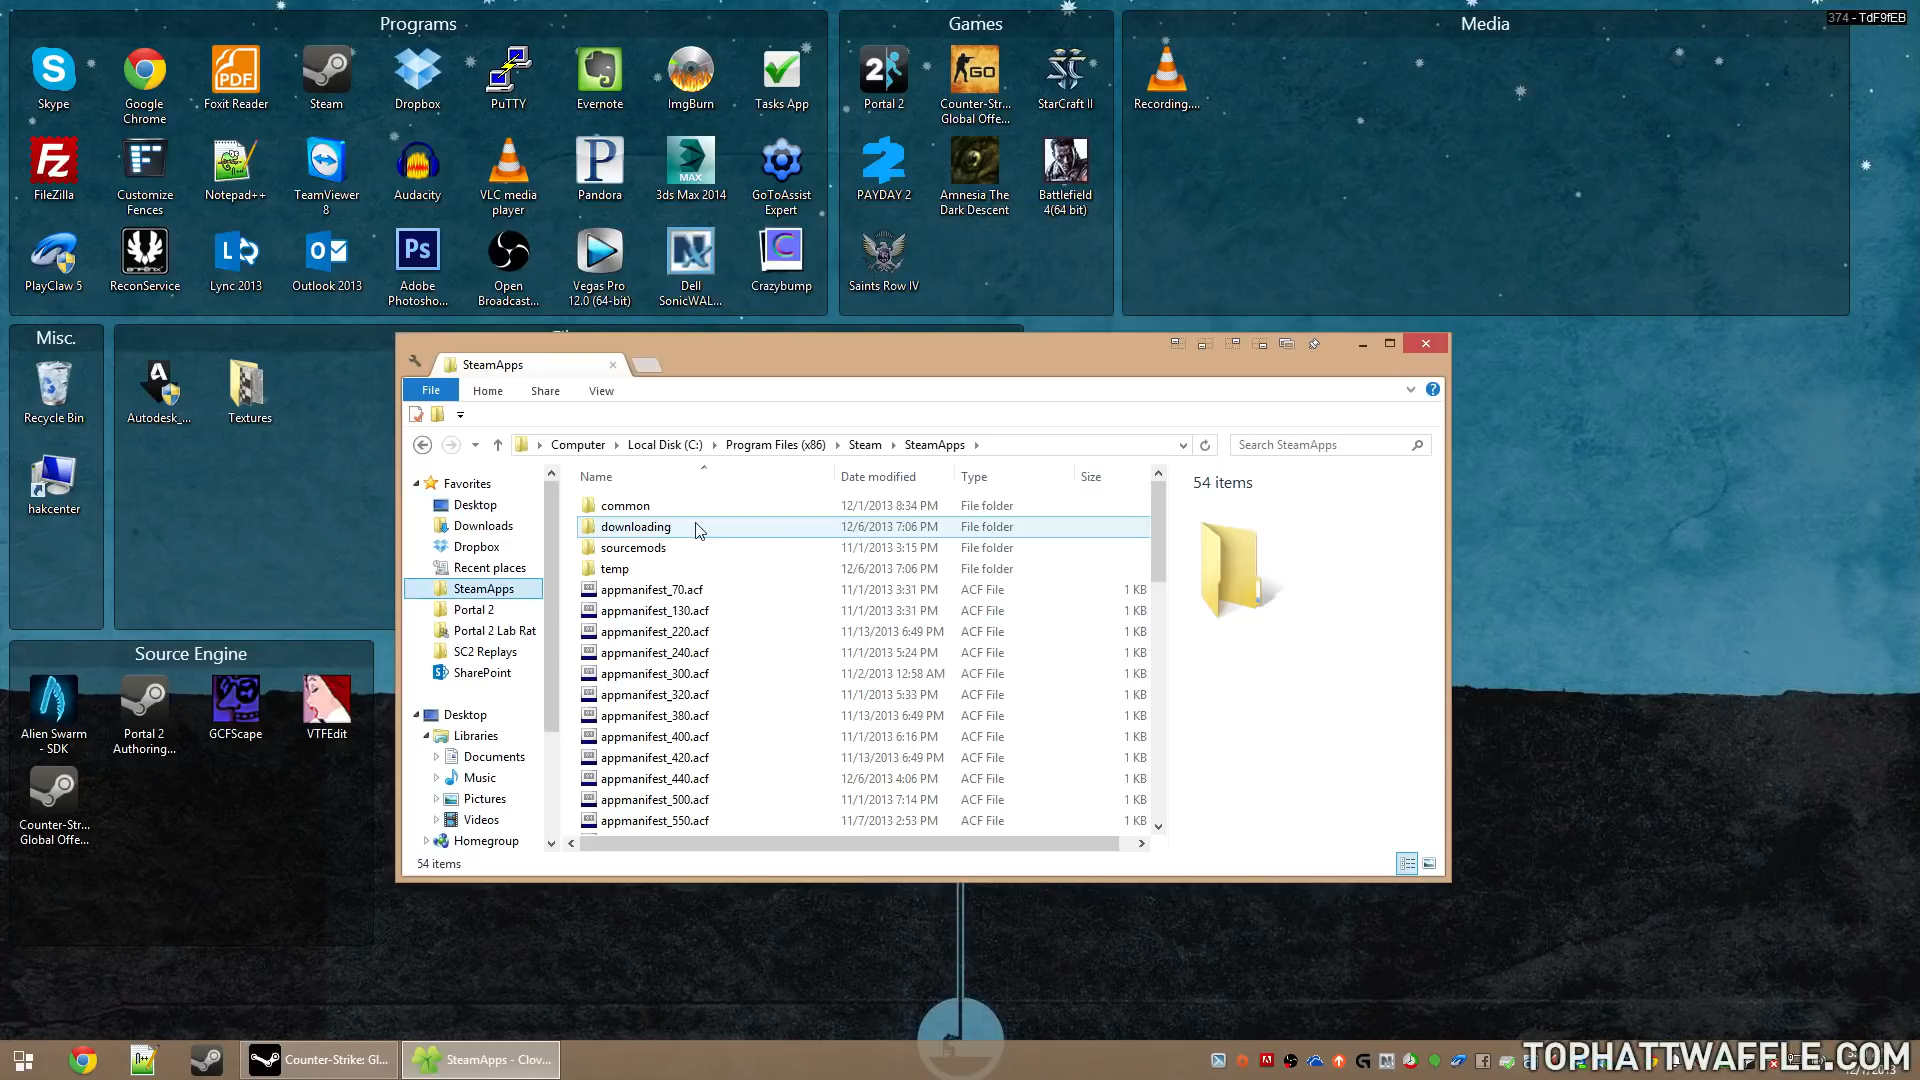 Programs
Games
Media
374 - TdF9fEB
Skype
Google Chrome
Foxit Reader
Steam
Dropbox
PuTTY
Evernote
ImgBurn
Tasks App
Portal 2
Counter-Str... Global Offe...
StarCraft II
Recording....
FileZilla
Customize Fences
Notepad++
TeamViewer 8
Audacity
VLC media player
Pandora
3ds Max 2014
GoToAssist Expert
PAYDAY 2
Amnesia The Dark Descent
Battlefield 4(64 bit)
PlayClaw 5
ReconService
Lync 2013
Outlook 2013
Adobe Photosho...
Open Broadcast...
Vegas Pro 12.0 (64-bit)
Dell SonicWAL...
Crazybump
Saints Row IV
Misc.
Recycle Bin
Autodesk_...
Textures
hakcenter
Source Engine
Alien Swarm - SDK
Portal 2 Authoring...
GCFScape
VTFEdit
Counter-Str... Global Offe...
SteamApps
File
Home
Share
View
Computer
Local Disk (C:)
Program Files (x86)
Steam
SteamApps
Search SteamApps
Favorites
Desktop
Downloads
Dropbox
Recent places
SteamApps
Portal 2
Portal 2 Lab Rat
SC2 Replays
SharePoint
Desktop
Libraries
Documents
Music
Pictures
Videos
Homegroup
Name Date modified Type Size
common 12/1/2013 8:34 PM File folder
downloading 12/6/2013 7:06 PM File folder
sourcemods 11/1/2013 3:15 PM File folder
temp 12/6/2013 7:06 PM File folder
appmanifest_70.acf 11/1/2013 3:31 PM ACF File 1 KB
appmanifest_130.acf 11/1/2013 3:31 PM ACF File 1 KB
appmanifest_220.acf 11/13/2013 6:49 PM ACF File 1 KB
appmanifest_240.acf 11/1/2013 5:24 PM ACF File 1 KB
appmanifest_300.acf 11/2/2013 12:58 AM ACF File 1 KB
appmanifest_320.acf 11/1/2013 5:33 PM ACF File 1 KB
appmanifest_380.acf 11/13/2013 6:49 PM ACF File 1 KB
appmanifest_400.acf 11/1/2013 6:16 PM ACF File 1 KB
appmanifest_420.acf 11/13/2013 6:49 PM ACF File 1 KB
appmanifest_440.acf 12/6/2013 4:06 PM ACF File 1 KB
appmanifest_500.acf 11/1/2013 7:14 PM ACF File 1 KB
appmanifest_550.acf 11/7/2013 2:53 PM ACF File 1 KB
54 items
54 items
Counter-Strike: Gl...
SteamApps - Clov...
TOPHATTWAFFLE.COM